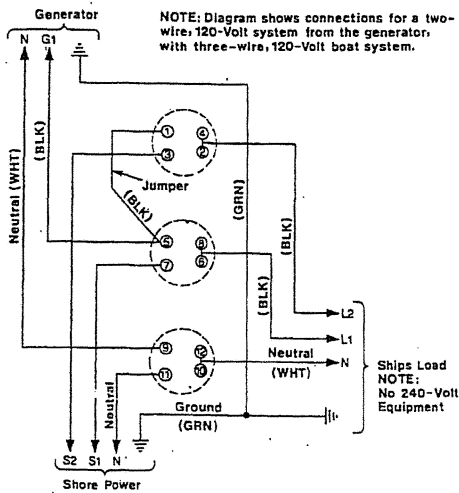 Generator
N G1
NOTE: Diagram shows connections for a two-
wire, 120-Volt system from the generator,
with three-wire, 120-Volt boat system.
Neutral (WHT)
(BLK)
1
4
3
2
Jumper
(BLK)
(GRN)
(BLK)
5
8
7
6
(BLK)
L2
L1
9
12
Neutral
N
(WHT)
11
10
Neutral
Ground
(GRN)
Ships Load
NOTE:
No 240-Volt
Equipment
S2 S1 N
Shore Power